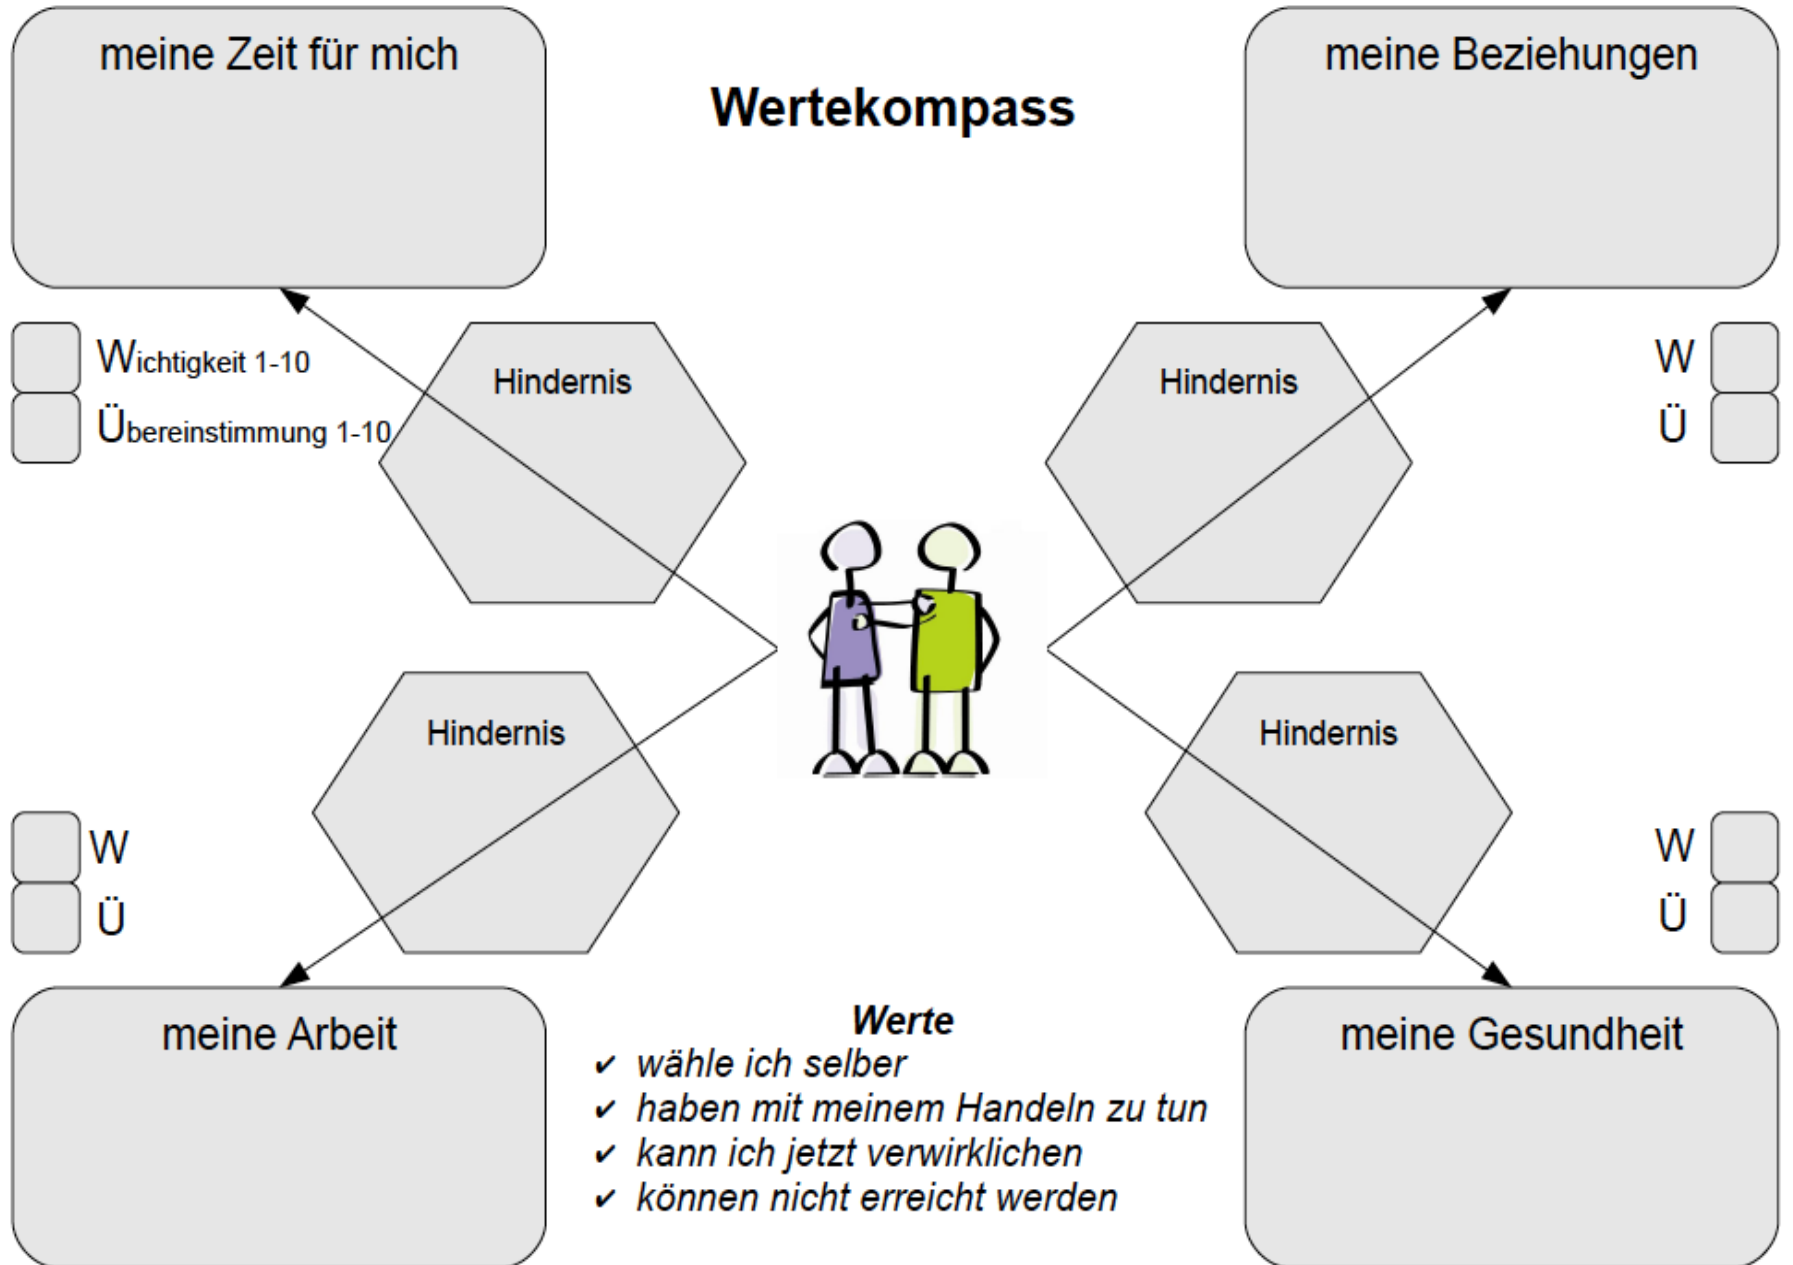 meine Zeit für mich
meine Beziehungen
Wertekompass
Wichtigkeit 1-10
Übereinstimmung 1-10
Hindernis
Hindernis
W
Ü
Hindernis
Hindernis
W
Ü
W
Ü
meine Arbeit
meine Gesundheit
Werte
✔ wähle ich selber
✔ haben mit meinem Handeln zu tun
✔ kann ich jetzt verwirklichen
✔ können nicht erreicht werden